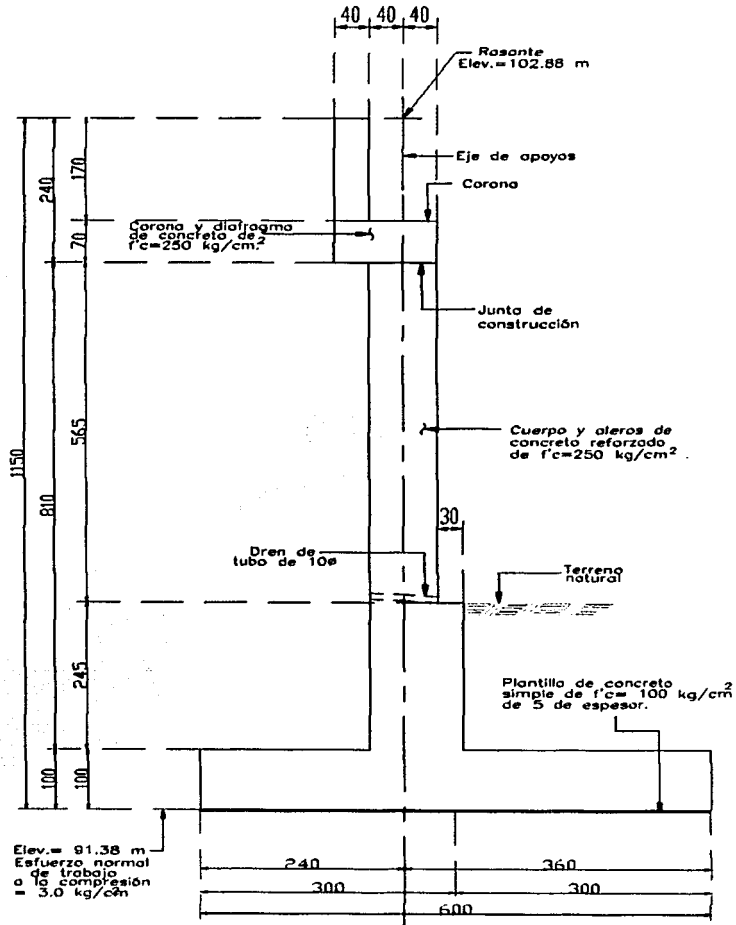 40 40 40
Rasante
Elev.=102.88 m
Eje de apoyos
Corona
170
240
70
Corona y diafragma
de concreto de
f'c=250 kg/cm.²
Junta de
construcción
565
1150
810
Cuerpo y aleros de
concreto reforzado
de f'c=250 kg/cm².
30
Dren de
tubo de 10ø
Terreno
natural
245
Plantilla de concreto
simple de f'c= 100 kg/cm²
de 5 de espesor.
100
100
Elev.= 91.38 m
Esfuerzo normal
de trabajo
a la compresión
= 3.0 kg/cm²
240 360
300 300
600